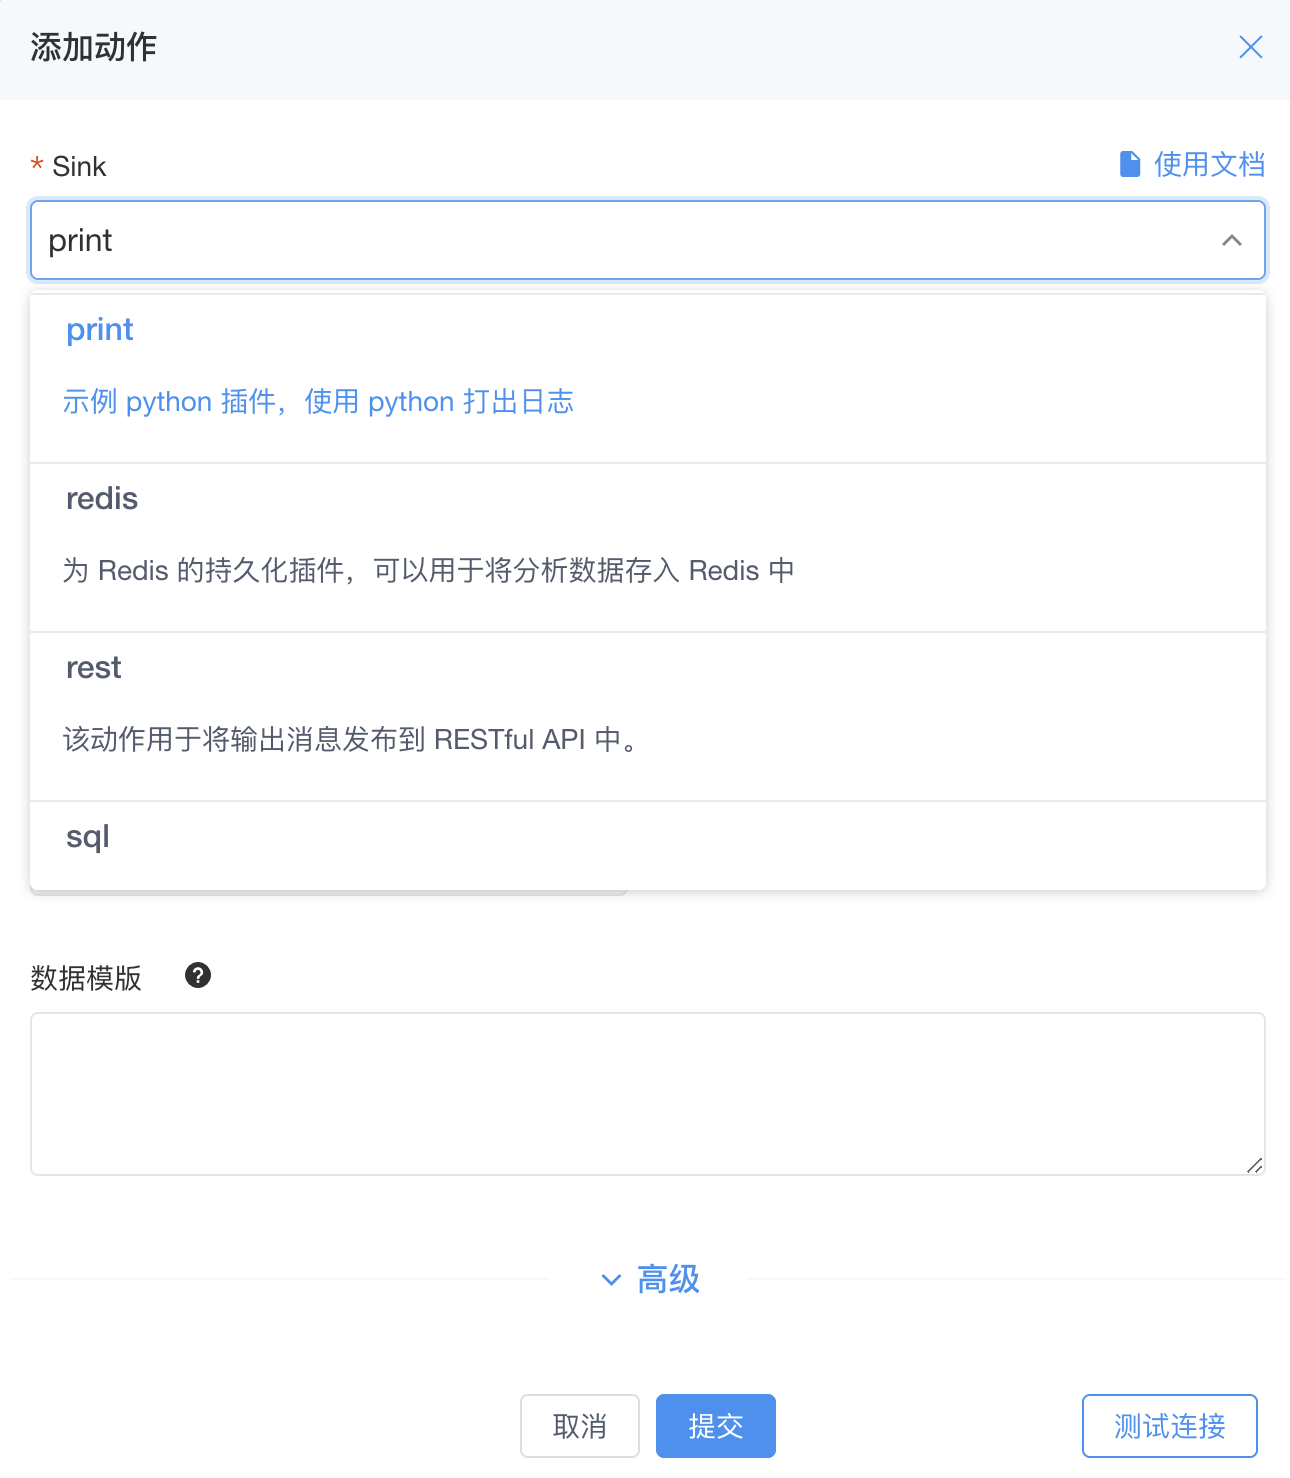 添加动作
* Sink
使用文档
print
print
示例 python 插件，使用 python 打出日志
redis
为 Redis 的持久化插件，可以用于将分析数据存入 Redis 中
rest
该动作用于将输出消息发布到 RESTful API 中。
sql
数据模版 ?
高级
取消
提交
测试连接